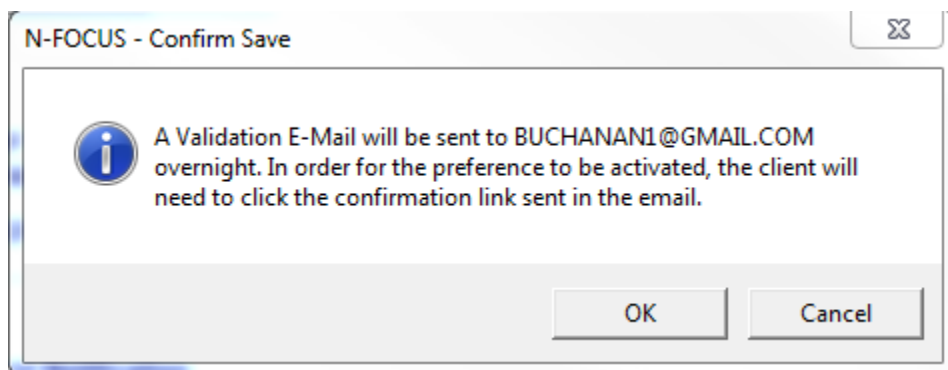 N-FOCUS - Confirm Save
A Validation E-Mail will be sent to BUCHANAN1@GMAIL.COM
overnight. In order for the preference to be activated, the client will
need to click the confirmation link sent in the email.
OK
Cancel